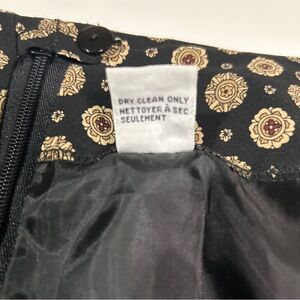 DRY CLEAN ONLY
NETTOYER À SEC
SEULEMENT